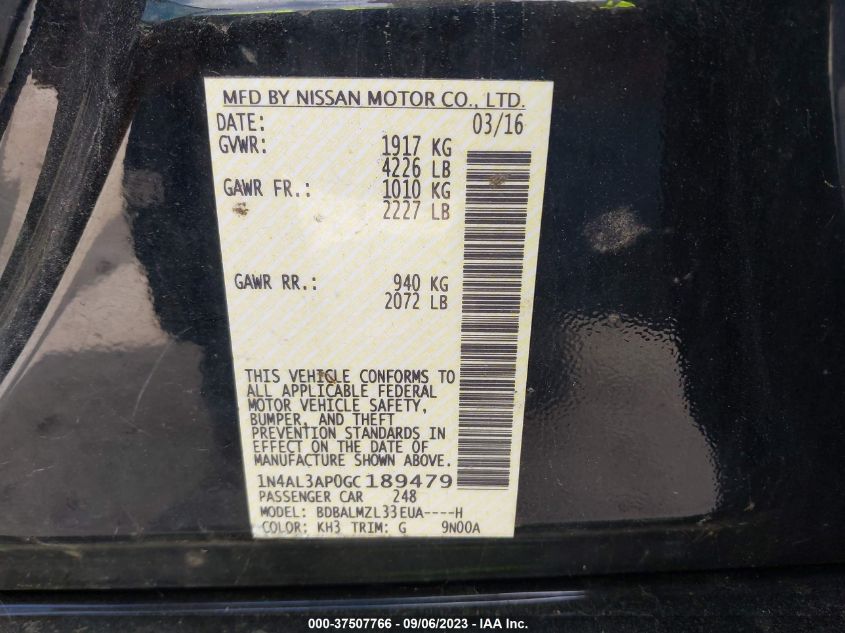 MFD BY NISSAN MOTOR CO., LTD.
DATE: 03/16
GVWR: 1917 KG
4226 LB
GAWR FR.: 1010 KG
2227 LB
GAWR RR.: 940 KG
2072 LB
THIS VEHICLE CONFORMS TO
ALL APPLICABLE FEDERAL
MOTOR VEHICLE SAFETY,
BUMPER, AND THEFT
PREVENTION STANDARDS IN
EFFECT ON THE DATE OF
MANUFACTURE SHOWN ABOVE.
1N4AL3AP0GC189479
PASSENGER CAR 248
MODEL: BDBALMZL33EUA----H
COLOR: KH3 TRIM: G 9N00A
000-37507766 - 09/06/2023 - IAA Inc.